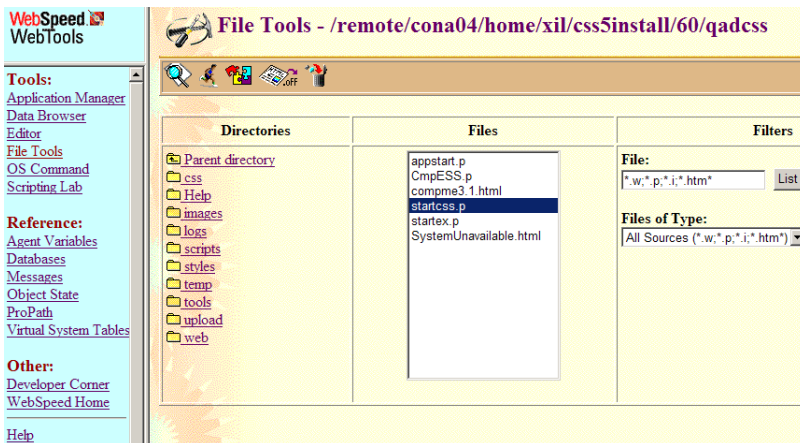 WebSpeed
WebTools
Tools:
Application Manager
Data Browser
Editor
File Tools
OS Command
Scripting Lab
Reference:
Agent Variables
Databases
Messages
Object State
ProPath
Virtual System Tables
Other:
Developer Corner
WebSpeed Home
Help
File Tools - /remote/cona04/home/xil/css5install/60/qadcss
OFF
Directories
Parent directory
css
Help
images
logs
scripts
styles
temp
tools
upload
web
Files
appstart.p
CmpESS.p
compme3.1.html
startcss.p
startex.p
SystemUnavailable.html
Filters
File:
*.w;*.p;*.i;*.htm*
List
Files of Type:
All Sources (*.w;*.p;*.i;*.htm*)